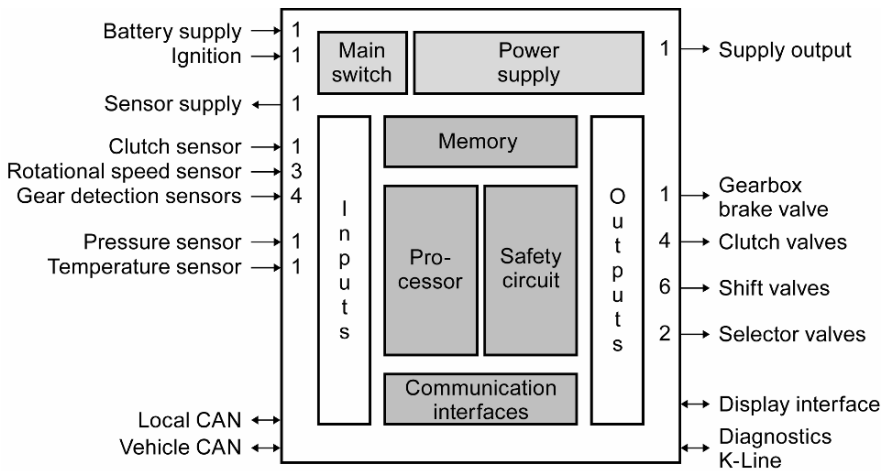 Battery supply 1
Ignition 1
Sensor supply 1
Clutch sensor 1
Rotational speed sensor 3
Gear detection sensors 4
Pressure sensor 1
Temperature sensor 1
Local CAN
Vehicle CAN
Main
switch
Power
supply
Inputs
Memory
Pro-
cessor
Safety
circuit
Communication
interfaces
Outputs
1 Supply output
1 Gearbox
brake valve
4 Clutch valves
6 Shift valves
2 Selector valves
Display interface
Diagnostics
K-Line